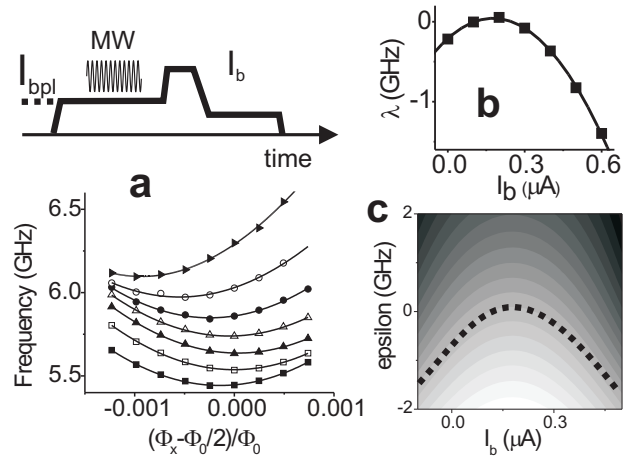 MW
I_bpl
I_b
time
a
Frequency (GHz)
6.5
6.0
5.5
-0.001
0.000
0.001
(Φ_x-Φ_0/2)/Φ_0
λ (GHz)
0
-1
b
0.0
0.3
0.6
I_b (μA)
c
epsilon (GHz)
2
0
-2
0.0
0.3
I_b (μA)